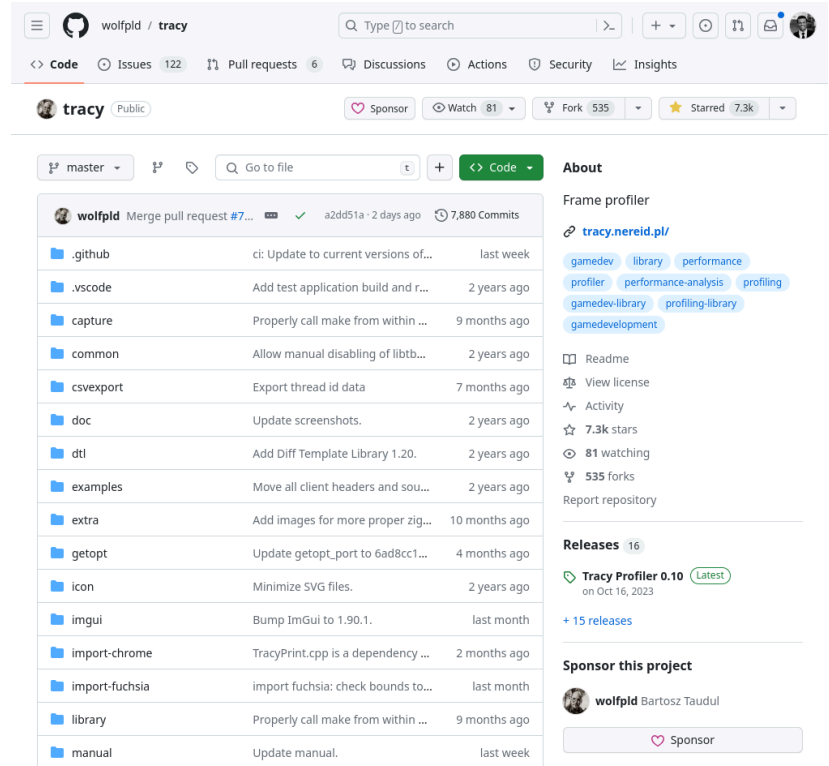 wolfpld / tracy
Type / to search
Code
Issues 122
Pull requests 6
Discussions
Actions
Security
Insights
tracy Public
Sponsor
Watch 81
Fork 535
Starred 7.3k
master
Go to file t
Code
wolfpld Merge pull request #7... a2dd51a · 2 days ago 7,880 Commits
.github ci: Update to current versions of... last week
.vscode Add test application build and r... 2 years ago
capture Properly call make from within ... 9 months ago
common Allow manual disabling of libtb... 2 years ago
csvexport Export thread id data 7 months ago
doc Update screenshots. 2 years ago
dtl Add Diff Template Library 1.20. 2 years ago
examples Move all client headers and sou... 2 years ago
extra Add images for more proper zig... 10 months ago
getopt Update getopt_port to 6ad8cc1... 4 months ago
icon Minimize SVG files. 2 years ago
imgui Bump ImGui to 1.90.1. last month
import-chrome TracyPrint.cpp is a dependency ... 2 months ago
import-fuchsia import fuchsia: check bounds to... last month
library Properly call make from within ... 9 months ago
manual Update manual. last week
About
Frame profiler
tracy.nereid.pl/
gamedev library performance
profiler performance-analysis profiling
gamedev-library profiling-library
gamedevelopment
Readme
View license
Activity
7.3k stars
81 watching
535 forks
Report repository
Releases 16
Tracy Profiler 0.10 Latest
on Oct 16, 2023
+ 15 releases
Sponsor this project
wolfpld Bartosz Taudul
Sponsor